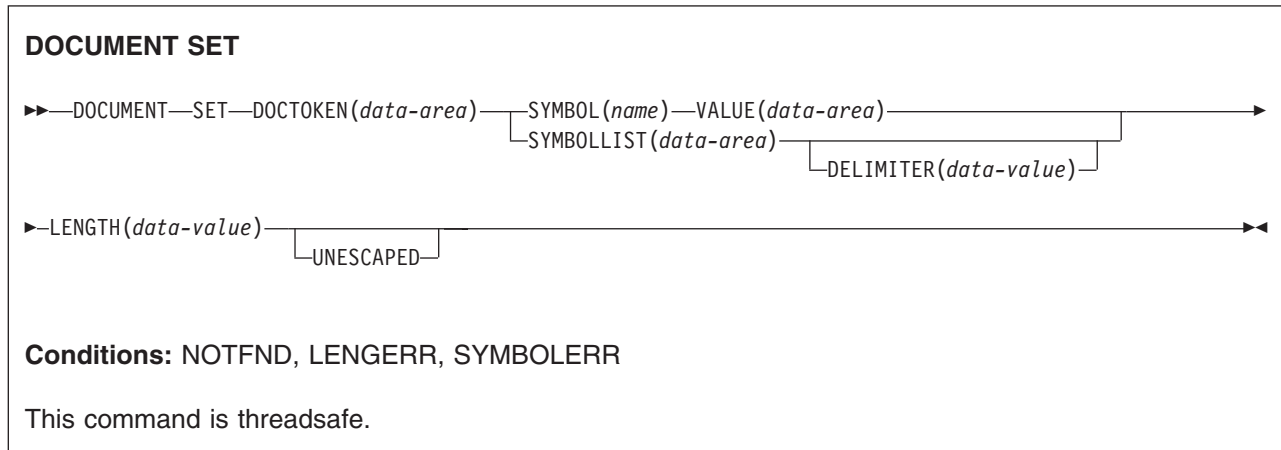 DOCUMENT SET
DOCUMENT SET DOCTOKEN(data-area) SYMBOL(name) VALUE(data-area)
SYMBOLLIST(data-area)
DELIMITER(data-value)
LENGTH(data-value)
UNESCAPED
Conditions: NOTFND, LENGERR, SYMBOLERR
This command is threadsafe.